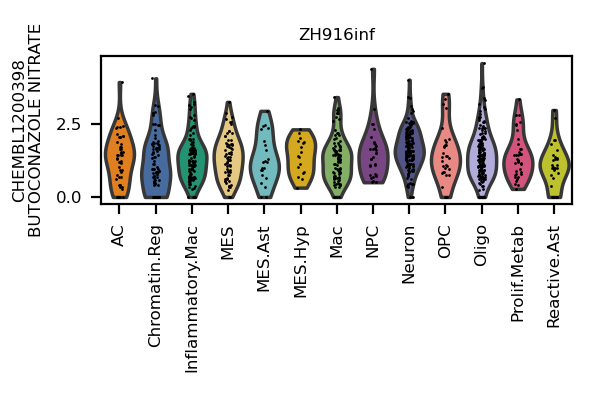 ZH916inf
CHEMBL1200398
BUTOCONAZOLE NITRATE
2.5
0.0
AC
Chromatin.Reg
Inflammatory.Mac
MES
MES.Ast
MES.Hyp
Mac
NPC
Neuron
OPC
Oligo
Prolif.Metab
Reactive.Ast